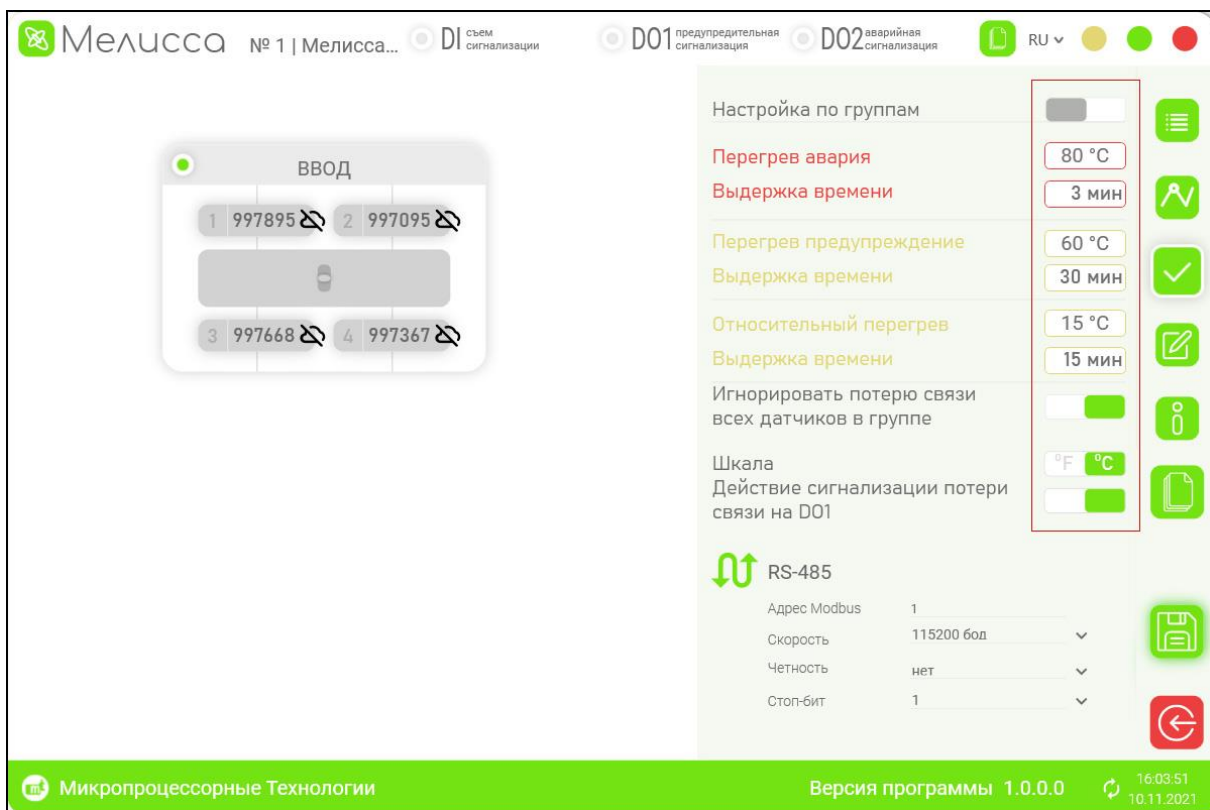 Мелисса № 1 | Мелисса... DI съем сигнализации DO1 предупредительная сигнализация DO2 аварийная сигнализация RU
ВВОД
1 997895 2 997095
3 997668 4 997367
Настройка по группам
Перегрев авария 80 °C
Выдержка времени 3 мин
Перегрев предупреждение 60 °C
Выдержка времени 30 мин
Относительный перегрев 15 °C
Выдержка времени 15 мин
Игнорировать потерю связи
всех датчиков в группе
Шкала °F °C
Действие сигнализации потери
связи на DO1
RS-485
Адрес Modbus 1
Скорость 115200 бод
Четность нет
Стоп-бит 1
Микропроцессорные Технологии Версия программы 1.0.0.0 16:03:51
10.11.2021